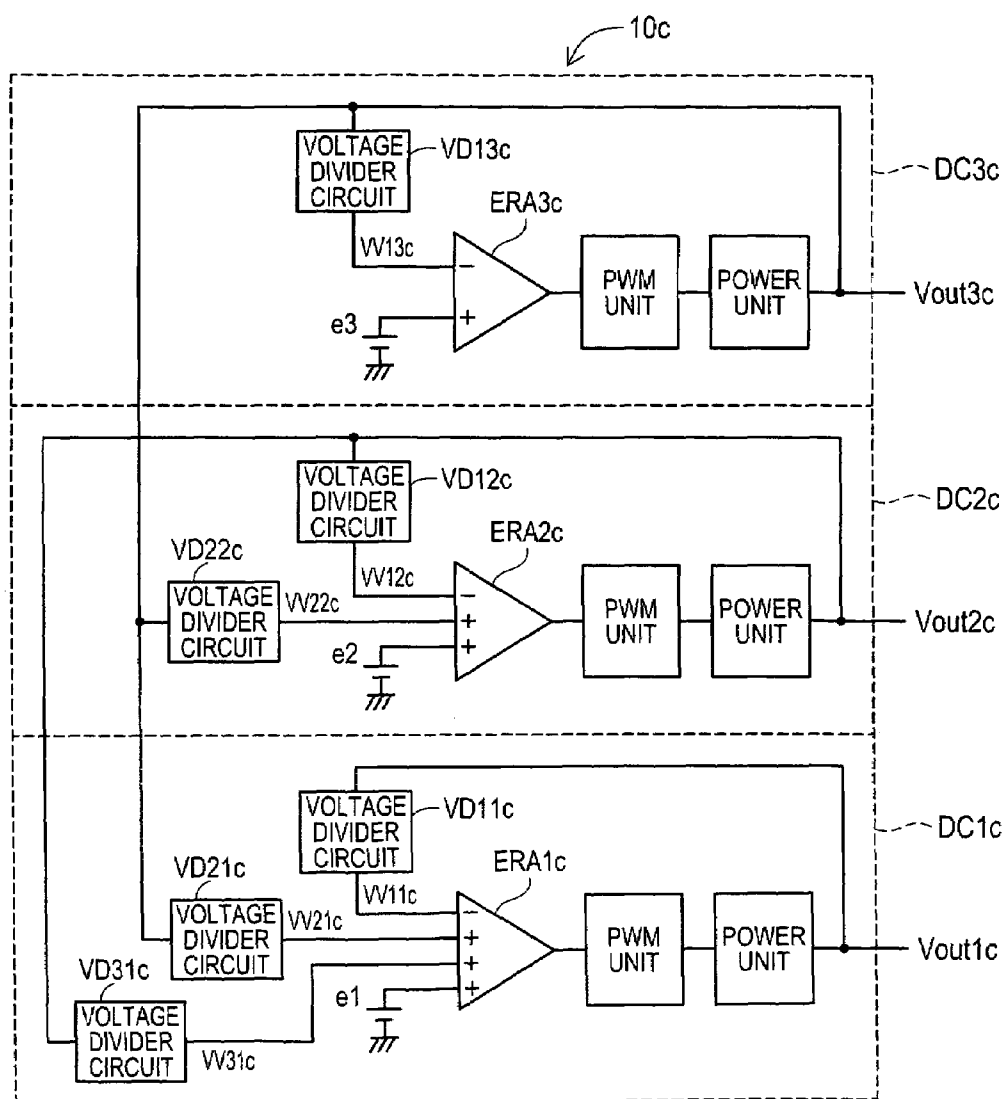 10c
VOLTAGE
DIVIDER
CIRCUIT
VD13c
DC3c
ERA3c
VV13c
−
+
e3
PWM
UNIT
POWER
UNIT
Vout3c
VOLTAGE
DIVIDER
CIRCUIT
VD12c
DC2c
ERA2c
VD22c
VV12c
VOLTAGE
DIVIDER
CIRCUIT
VV22c
−
+
+
e2
PWM
UNIT
POWER
UNIT
Vout2c
VOLTAGE
DIVIDER
CIRCUIT
VD11c
DC1c
ERA1c
VD21c
VV11c
VOLTAGE
DIVIDER
CIRCUIT
VV21c
−
+
+
+
e1
PWM
UNIT
POWER
UNIT
Vout1c
VD31c
VOLTAGE
DIVIDER
CIRCUIT
VV31c